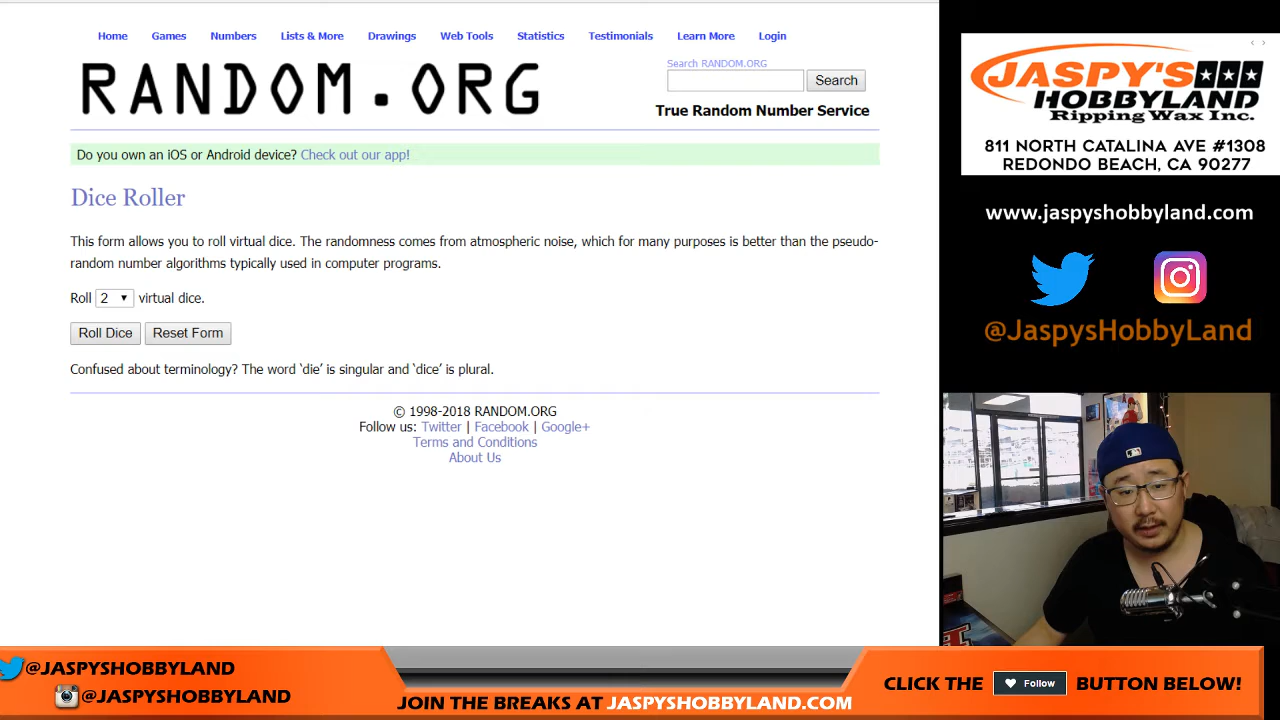 Home Games Numbers Lists & More Drawings Web Tools Statistics Testimonials Learn More Login
RANDOM.ORG
Search RANDOM.ORG
Search
True Random Number Service
Do you own an iOS or Android device? Check out our app!
Dice Roller
This form allows you to roll virtual dice. The randomness comes from atmospheric noise, which for many purposes is better than the pseudo-
random number algorithms typically used in computer programs.
Roll 2 virtual dice.
Roll Dice Reset Form
Confused about terminology? The word ‘die’ is singular and ‘dice’ is plural.
© 1998-2018 RANDOM.ORG
Follow us: Twitter | Facebook | Google+
Terms and Conditions
About Us
JASPY'S
HOBBYLAND
Ripping Wax Inc.
811 NORTH CATALINA AVE #1308
REDONDO BEACH, CA 90277
www.jaspyshobbyland.com
@JaspysHobbyLand
@JASPYSHOBBYLAND
@JASPYSHOBBYLAND
JOIN THE BREAKS AT JASPYSHOBBYLAND.COM
CLICK THE Follow BUTTON BELOW!